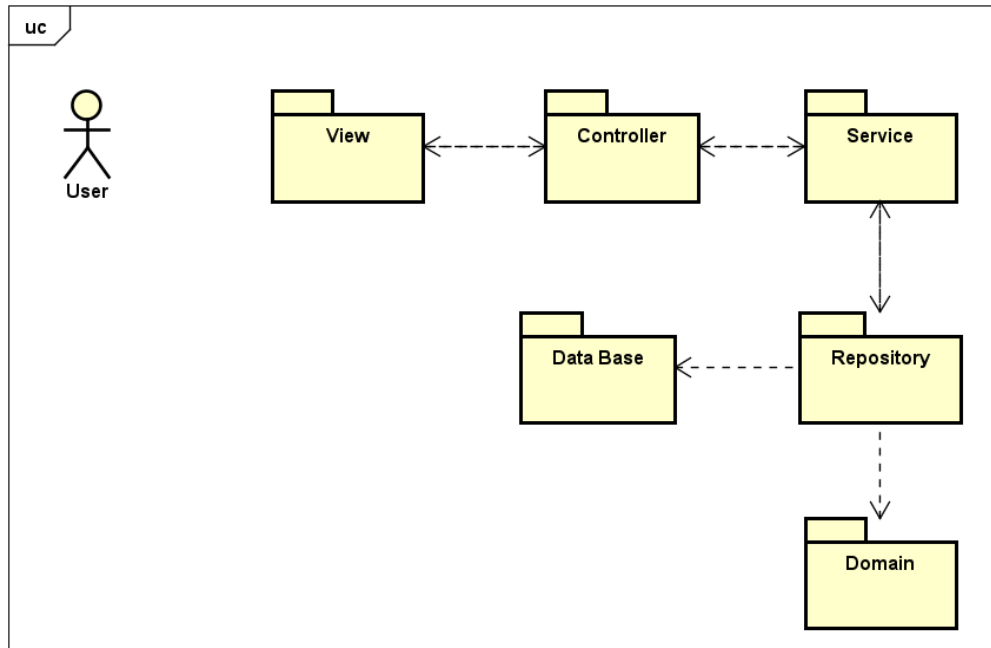 uc
User
View
Controller
Service
Data Base
Repository
Domain